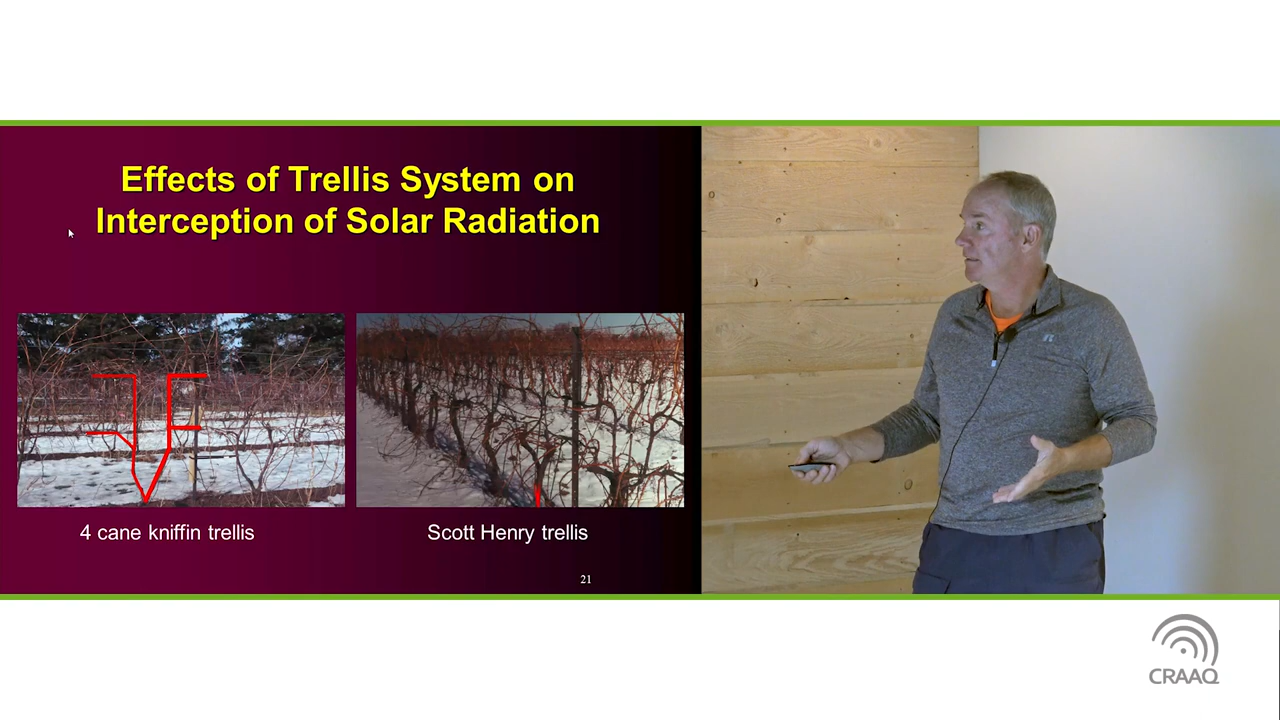 Effects of Trellis System on
Interception of Solar Radiation
4 cane kniffin trellis
Scott Henry trellis
21
CRAAQ